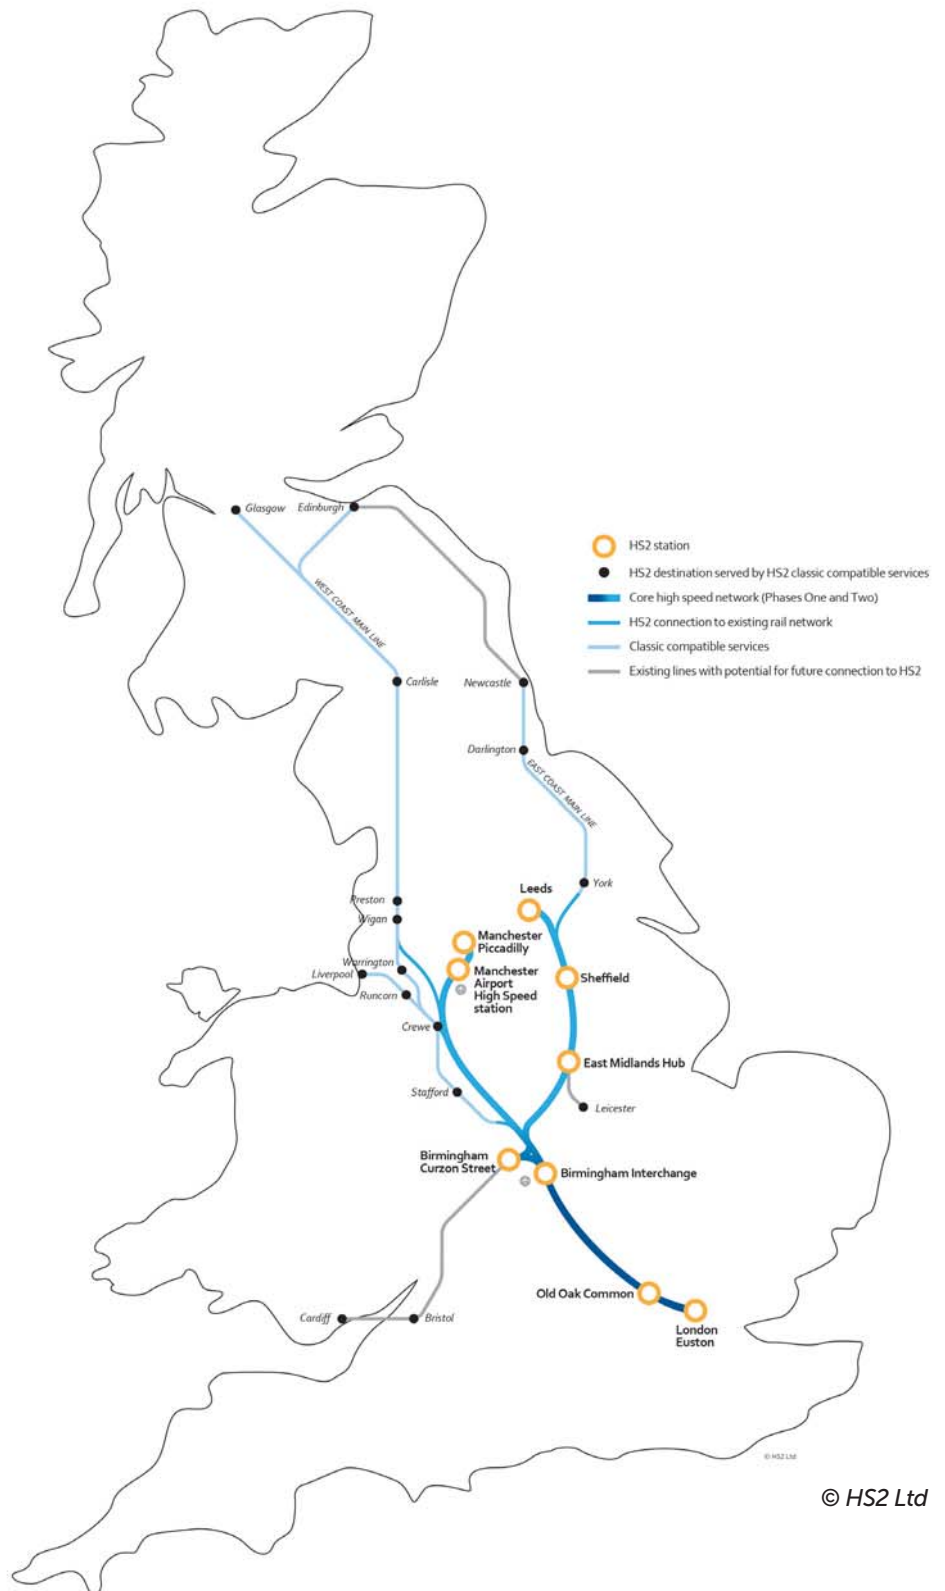 Glasgow
Edinburgh
HS2 station
HS2 destination served by HS2 classic compatible services
Core high speed network (Phases One and Two)
HS2 connection to existing rail network
Classic compatible services
Existing lines with potential for future connection to HS2
WEST COAST MAIN LINE
Carlisle
Newcastle
Darlington
EAST COAST MAIN LINE
York
Leeds
Preston
Wigan
Manchester
Piccadilly
Warrington
Liverpool
Manchester
Airport
High Speed
station
Sheffield
Runcorn
Crewe
East Midlands Hub
Stafford
Leicester
Birmingham
Curzon Street
Birmingham Interchange
Old Oak Common
Cardiff
Bristol
London
Euston
© HS2 Ltd
© HS2 Ltd